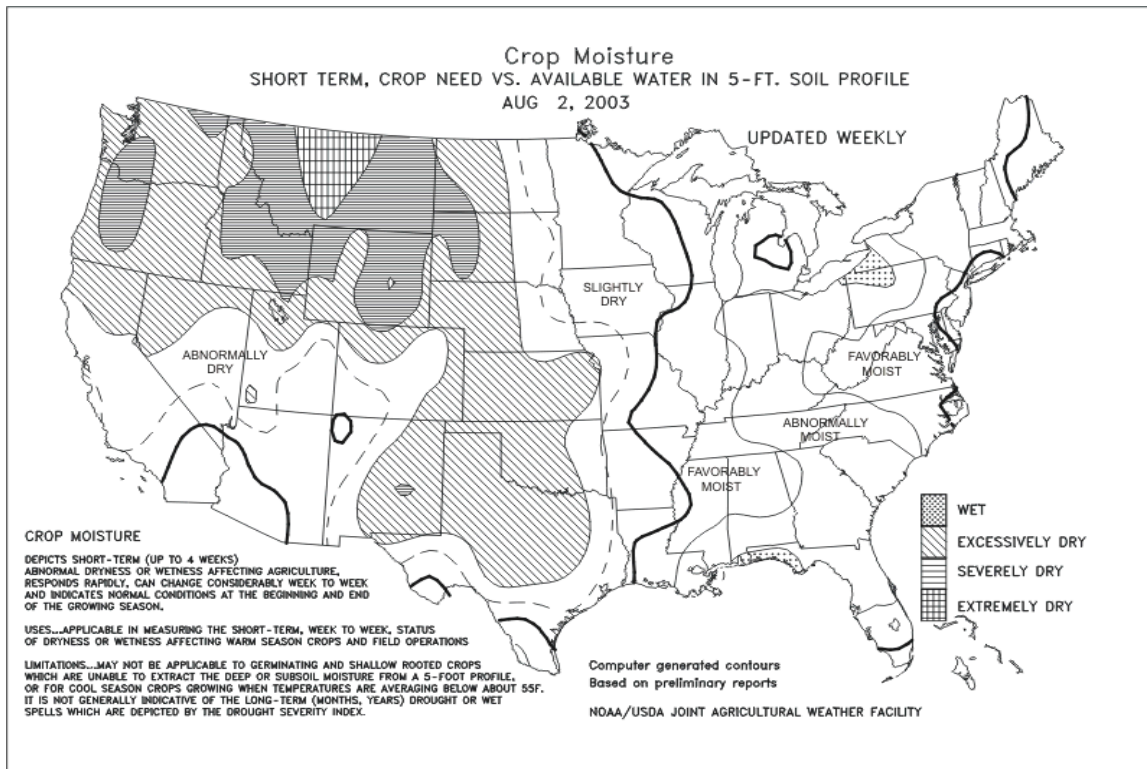 Crop Moisture
SHORT TERM, CROP NEED VS. AVAILABLE WATER IN 5-FT. SOIL PROFILE
AUG 2, 2003
UPDATED WEEKLY
SLIGHTLY
DRY
ABNORMALLY
DRY
FAVORABLY
MOIST
ABNORMALLY
MOIST
FAVORABLY
MOIST
WET
EXCESSIVELY DRY
SEVERELY DRY
EXTREMELY DRY
CROP MOISTURE
DEPICTS SHORT-TERM (UP TO 4 WEEKS)
ABNORMAL DRYNESS OR WETNESS AFFECTING AGRICULTURE,
RESPONDS RAPIDLY, CAN CHANGE CONSIDERABLY WEEK TO WEEK
AND INDICATES NORMAL CONDITIONS AT THE BEGINNING AND END
OF THE GROWING SEASON.
USES...APPLICABLE IN MEASURING THE SHORT-TERM, WEEK TO WEEK, STATUS
OF DRYNESS OR WETNESS AFFECTING WARM SEASON CROPS AND FIELD OPERATIONS
LIMITATIONS...MAY NOT BE APPLICABLE TO GERMINATING AND SHALLOW ROOTED CROPS
WHICH ARE UNABLE TO EXTRACT THE DEEP OR SUBSOIL MOISTURE FROM A 5-FOOT PROFILE,
OR FOR COOL SEASON CROPS GROWING WHEN TEMPERATURES ARE AVERAGING BELOW ABOUT 55F.
IT IS NOT GENERALLY INDICATIVE OF THE LONG-TERM (MONTHS, YEARS) DROUGHT OR WET
SPELLS WHICH ARE DEPICTED BY THE DROUGHT SEVERITY INDEX.
Computer generated contours
Based on preliminary reports
NOAA/USDA JOINT AGRICULTURAL WEATHER FACILITY